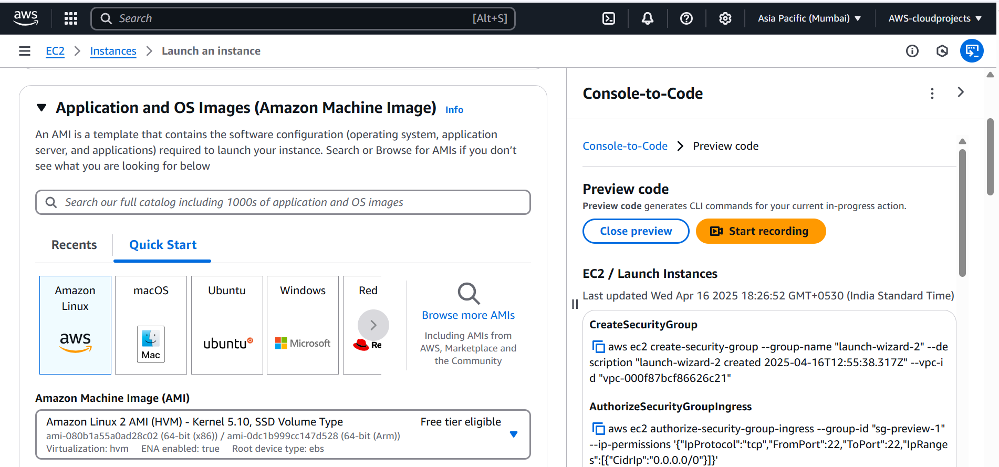 aws
Search
[Alt+S]
Asia Pacific (Mumbai)
AWS-cloudprojects
EC2
Instances
Launch an instance
Application and OS Images (Amazon Machine Image) Info
An AMI is a template that contains the software configuration (operating system, application
server, and applications) required to launch your instance. Search or Browse for AMIs if you don’t
see what you are looking for below
Search our full catalog including 1000s of application and OS images
Recents
Quick Start
Amazon
Linux
aws
macOS
Mac
Ubuntu
ubuntu
Windows
Microsoft
Red
Re
Browse more AMIs
Including AMIs from
AWS, Marketplace and
the Community
Amazon Machine Image (AMI)
Amazon Linux 2 AMI (HVM) - Kernel 5.10, SSD Volume Type
Free tier eligible
ami-080b1a55a0ad28c02 (64-bit (x86)) / ami-0dc1b999cc147d528 (64-bit (Arm))
Virtualization: hvm ENA enabled: true Root device type: ebs
Console-to-Code
Console-to-Code
Preview code
Preview code
Preview code generates CLI commands for your current in-progress action.
Close preview
Start recording
EC2 / Launch Instances
Last updated Wed Apr 16 2025 18:26:52 GMT+0530 (India Standard Time)
CreateSecurityGroup
aws ec2 create-security-group --group-name "launch-wizard-2" --de
scription "launch-wizard-2 created 2025-04-16T12:55:38.317Z" --vpc-i
d "vpc-000f87bcf86626c21"
AuthorizeSecurityGroupIngress
aws ec2 authorize-security-group-ingress --group-id "sg-preview-1"
--ip-permissions '{"IpProtocol":"tcp","FromPort":22,"ToPort":22,"IpRange
s":[{"CidrIp":"0.0.0.0/0"}]}'